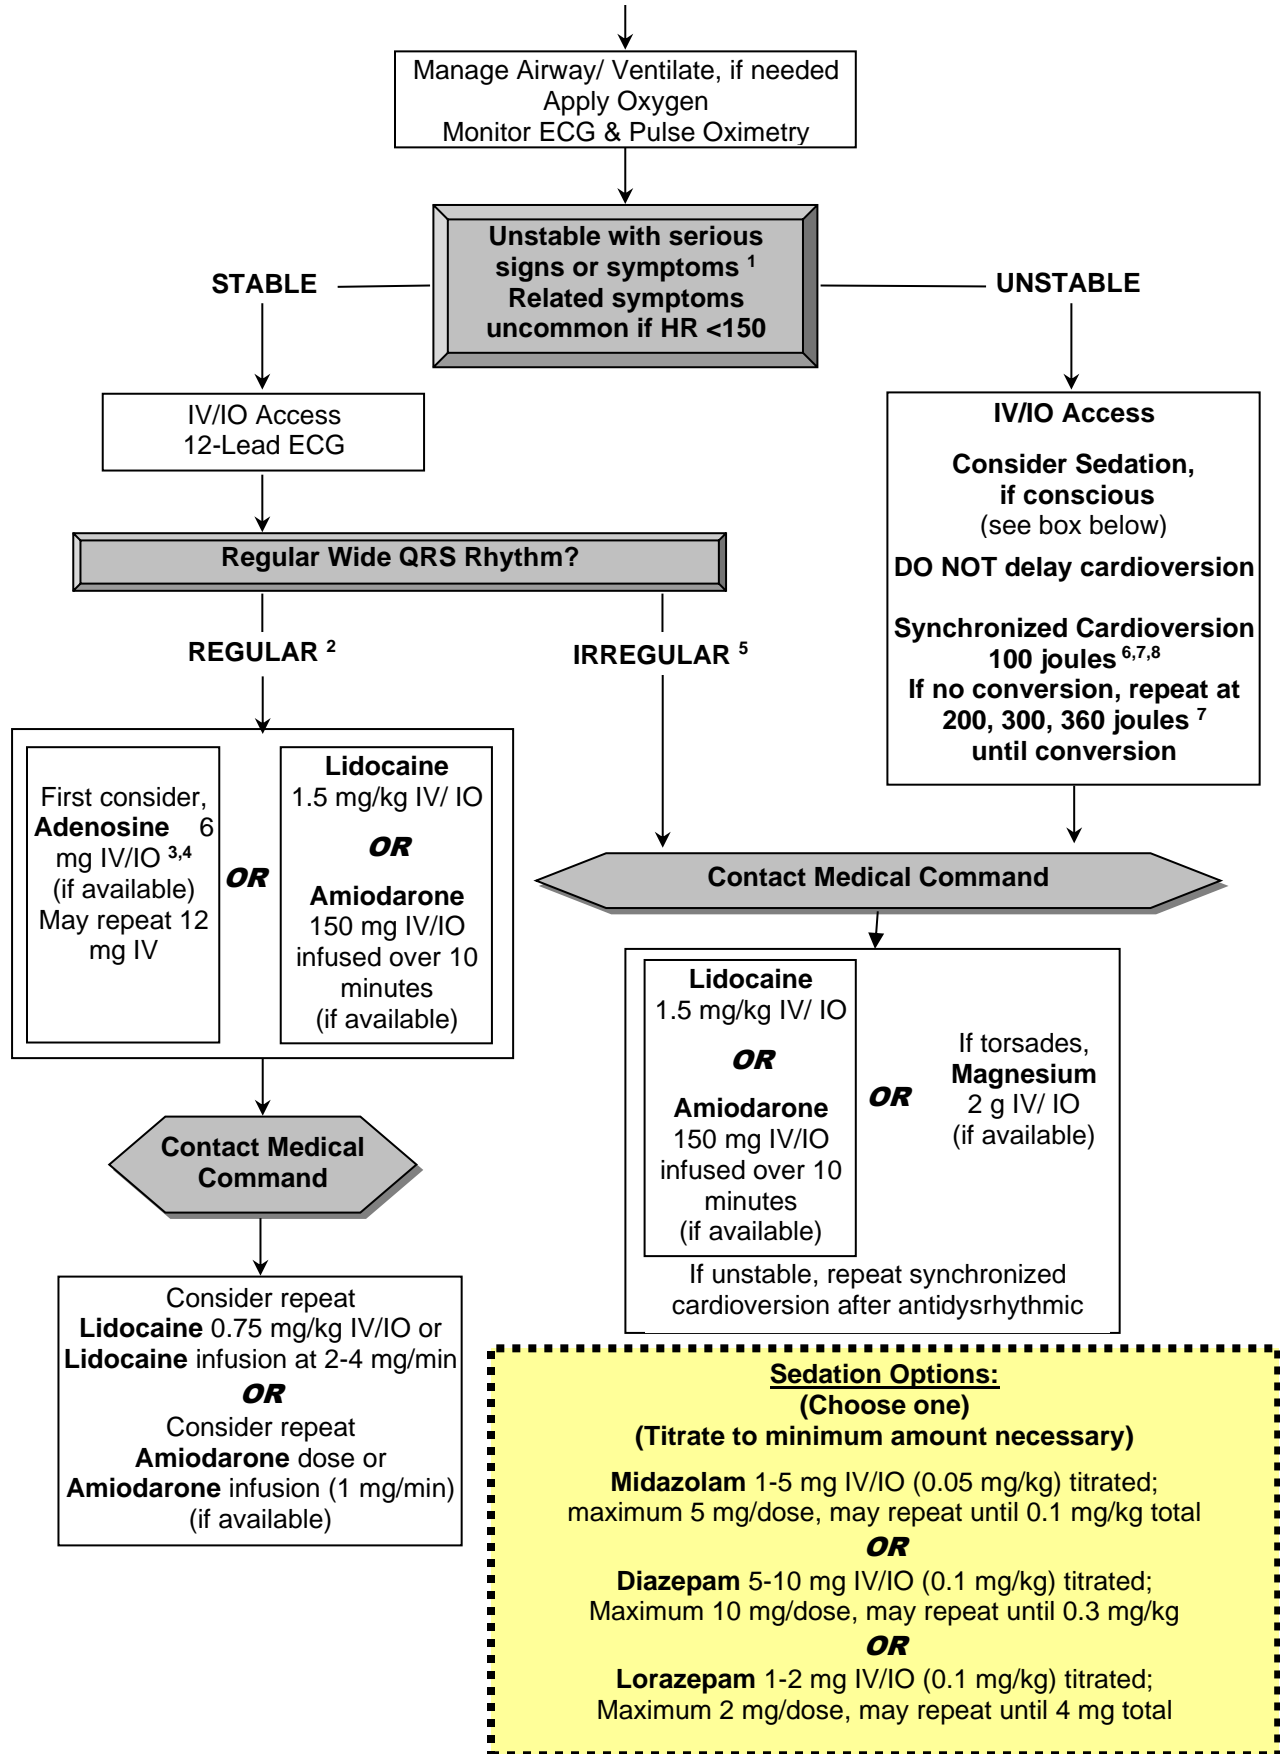 Manage Airway/ Ventilate, if needed
Apply Oxygen
Monitor ECG & Pulse Oximetry
Unstable with serious
signs or symptoms 1
Related symptoms
uncommon if HR <150
STABLE
UNSTABLE
IV/IO Access
12-Lead ECG
IV/IO Access
Consider Sedation,
if conscious
(see box below)
DO NOT delay cardioversion
Synchronized Cardioversion
100 joules 6,7,8
If no conversion, repeat at
200, 300, 360 joules 7
until conversion
Regular Wide QRS Rhythm?
REGULAR 2
IRREGULAR 5
First consider,
Adenosine 6
mg IV/IO 3,4
(if available)
May repeat 12
mg IV
OR
Lidocaine
1.5 mg/kg IV/ IO
OR
Amiodarone
150 mg IV/IO
infused over 10
minutes
(if available)
Contact Medical Command
Lidocaine
1.5 mg/kg IV/ IO
OR
Amiodarone
150 mg IV/IO
infused over 10
minutes
(if available)
OR
If torsades,
Magnesium
2 g IV/ IO
(if available)
If unstable, repeat synchronized
cardioversion after antidysrhythmic
Contact Medical
Command
Consider repeat
Lidocaine 0.75 mg/kg IV/IO or
Lidocaine infusion at 2-4 mg/min
OR
Consider repeat
Amiodarone dose or
Amiodarone infusion (1 mg/min)
(if available)
Sedation Options:
(Choose one)
(Titrate to minimum amount necessary)
Midazolam 1-5 mg IV/IO (0.05 mg/kg) titrated;
maximum 5 mg/dose, may repeat until 0.1 mg/kg total
OR
Diazepam 5-10 mg IV/IO (0.1 mg/kg) titrated;
Maximum 10 mg/dose, may repeat until 0.3 mg/kg
OR
Lorazepam 1-2 mg IV/IO (0.1 mg/kg) titrated;
Maximum 2 mg/dose, may repeat until 4 mg total